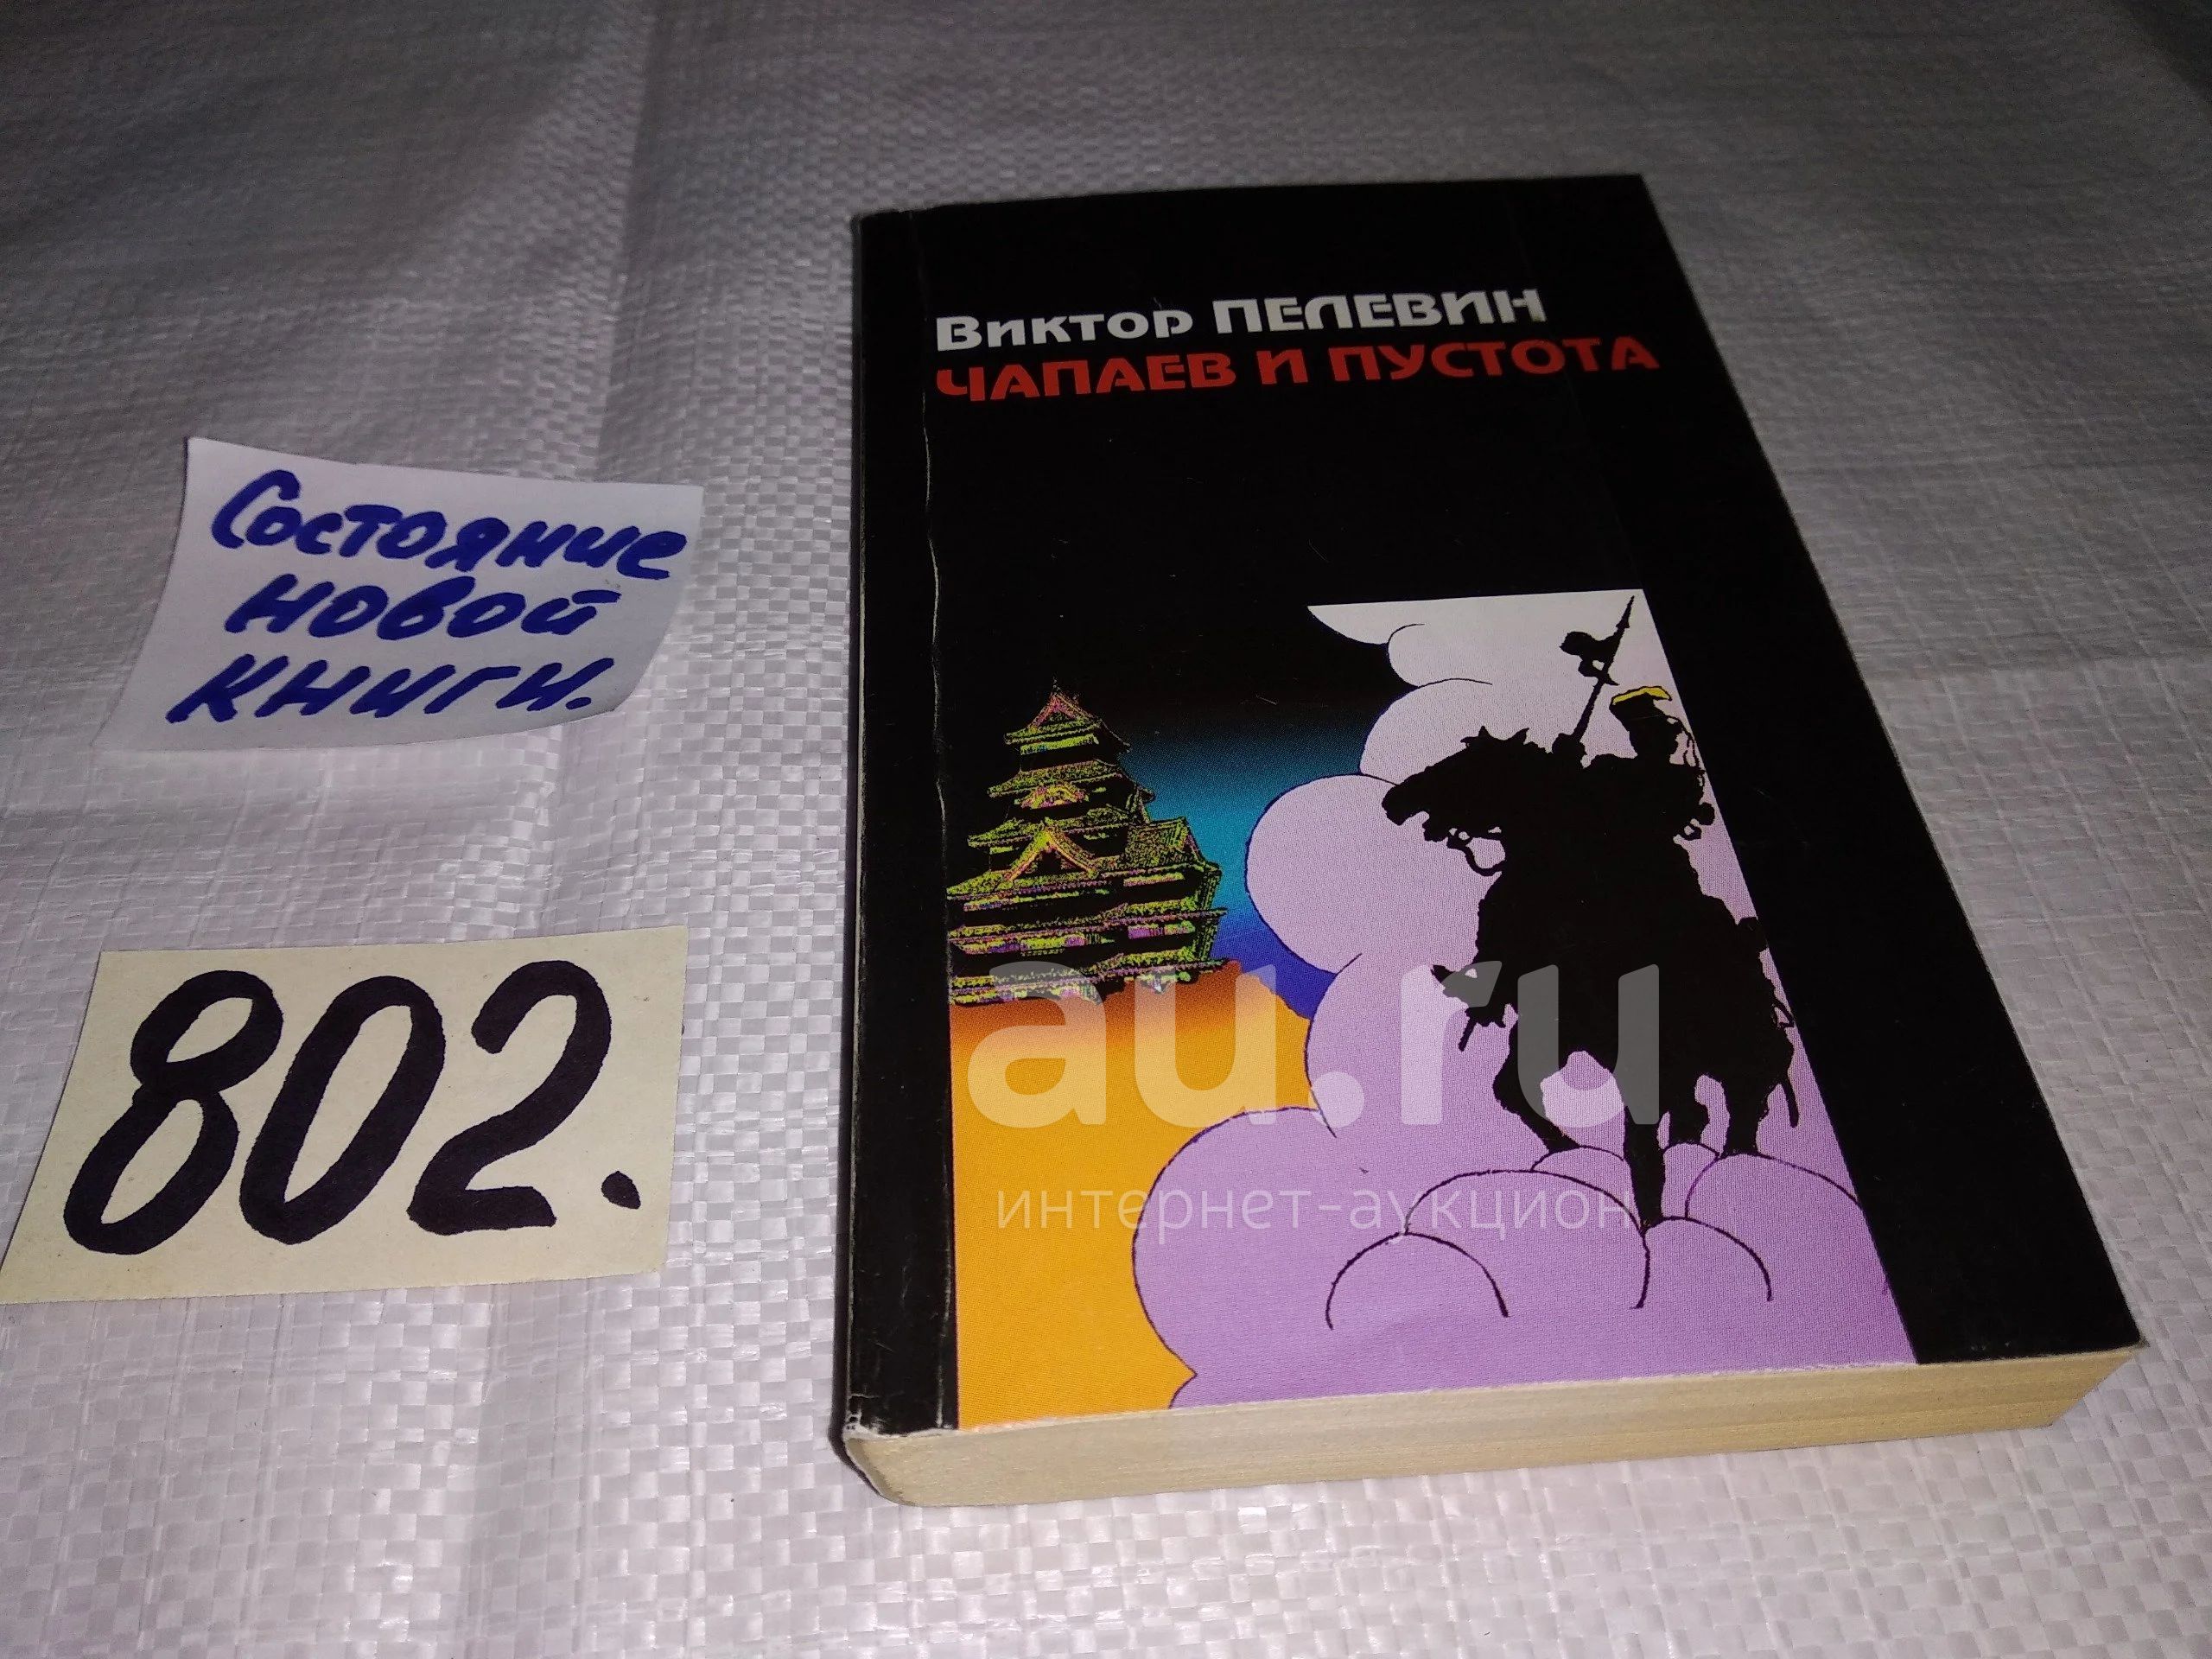 Виктор ПЕЛЕВИН
ЧАПАЕВ И ПУСТОТА
Состояние
новой
книги.
802.
au.ru
интернет-аукцион